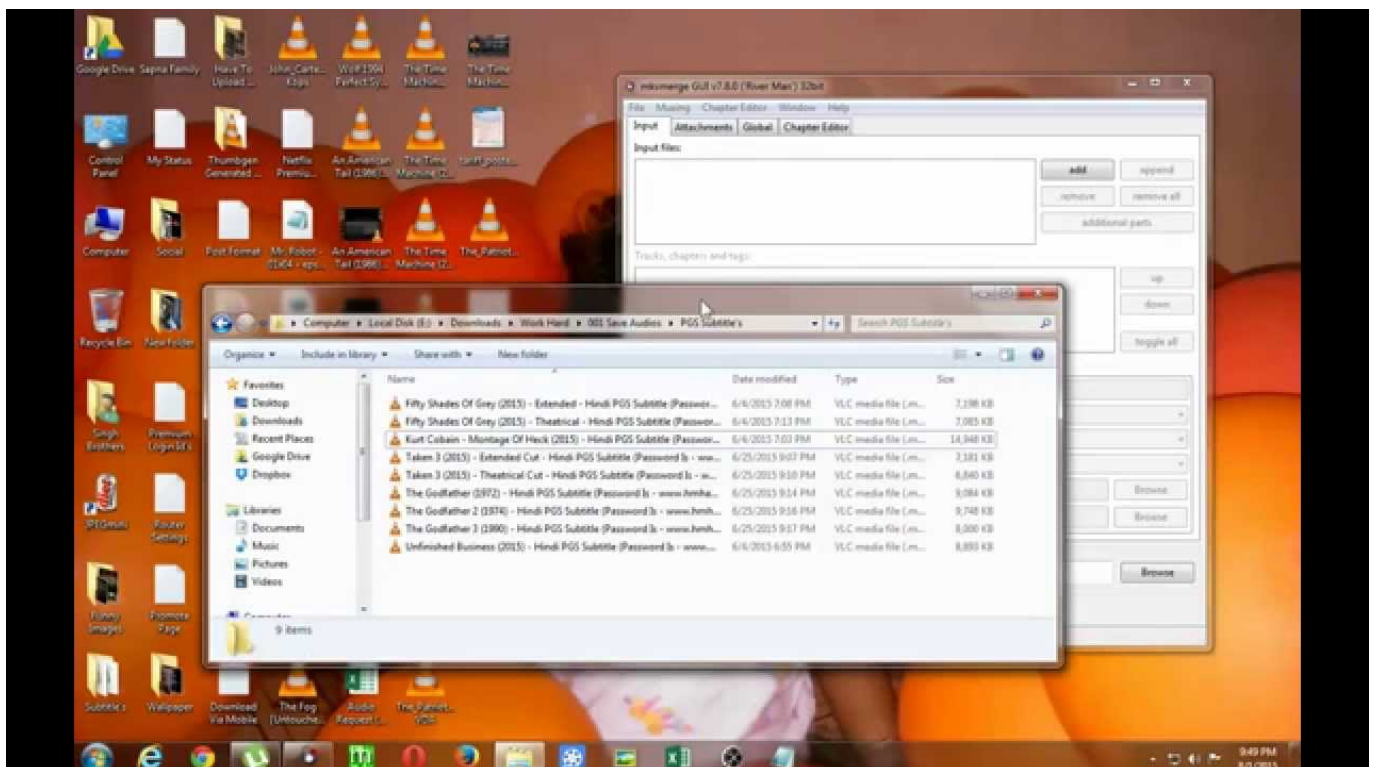 Google Drive
Sapna Family
Have To Upload ...
John_Carte...
Wolf 1994 Perfect Sy...
The Time Machin...
The Time Machin...
Control Panel
My Status
Thumbgen Generated ...
Netflix Premiu...
An American Tail (1986)...
The Time Machine (2...
tariff_poste...
Computer
Social
Post Format
Mr. Robot - 01x04 - eps...
An American Tail (1986)...
The Time Machine (2...
The_Patriot...
Recycle Bin
New folder
Singh Brothers
Premium Login Id's
JPEGmini
Router Settings
Funny Images
Promote Page
Subtitle's
Wallpaper
Download Via Mobile
The Fog [Untouche...
Audio Request (...
The_Patriot...
mkvmerge GUI v7.8.0 ('River Man') 32bit
File Muxing Chapter Editor Window Help
Input Attachments Global Chapter Editor
Input files:
add append
remove remove all
additional parts
Tracks, chapters and tags:
up
down
toggle all
Browse
Browse
Browse
Computer Local Disk (E:) Downloads Work Hard 001 Save Audios PGS Subtitle's
Search PGS Subtitle's
Organize Include in library Share with New folder
Favorites
Desktop
Downloads
Recent Places
Google Drive
Dropbox
Libraries
Documents
Music
Pictures
Videos
Computer
Name Date modified Type Size
Fifty Shades Of Grey (2015) - Extended - Hindi PGS Subtitle (Passwor... 6/4/2015 7:08 PM VLC media file (.m... 7,198 KB
Fifty Shades Of Grey (2015) - Theatrical - Hindi PGS Subtitle (Passwor... 6/4/2015 7:13 PM VLC media file (.m... 7,085 KB
Kurt Cobain - Montage Of Heck (2015) - Hindi PGS Subtitle (Passwor... 6/4/2015 7:03 PM VLC media file (.m... 14,948 KB
Taken 3 (2015) - Extended Cut - Hindi PGS Subtitle (Password Is - ww... 6/25/2015 9:07 PM VLC media file (.m... 7,181 KB
Taken 3 (2015) - Theatrical Cut - Hindi PGS Subtitle (Password Is - w... 6/25/2015 9:10 PM VLC media file (.m... 6,840 KB
The Godfather (1972) - Hindi PGS Subtitle (Password Is - www.hmha... 6/25/2015 9:14 PM VLC media file (.m... 9,084 KB
The Godfather 2 (1974) - Hindi PGS Subtitle (Password Is - www.hmh... 6/25/2015 9:16 PM VLC media file (.m... 9,748 KB
The Godfather 3 (1990) - Hindi PGS Subtitle (Password Is - www.hmh... 6/25/2015 9:17 PM VLC media file (.m... 8,000 KB
Unfinished Business (2015) - Hindi PGS Subtitle (Password Is - www.... 6/4/2015 6:55 PM VLC media file (.m... 8,893 KB
9 items
9:49 PM